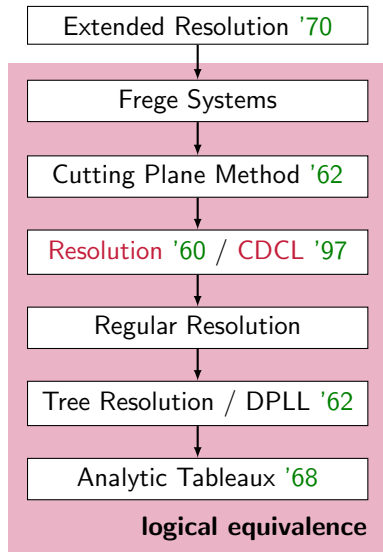 Extended Resolution '70
Frege Systems
Cutting Plane Method '62
Resolution '60 / CDCL '97
Regular Resolution
Tree Resolution / DPLL '62
Analytic Tableaux '68
logical equivalence